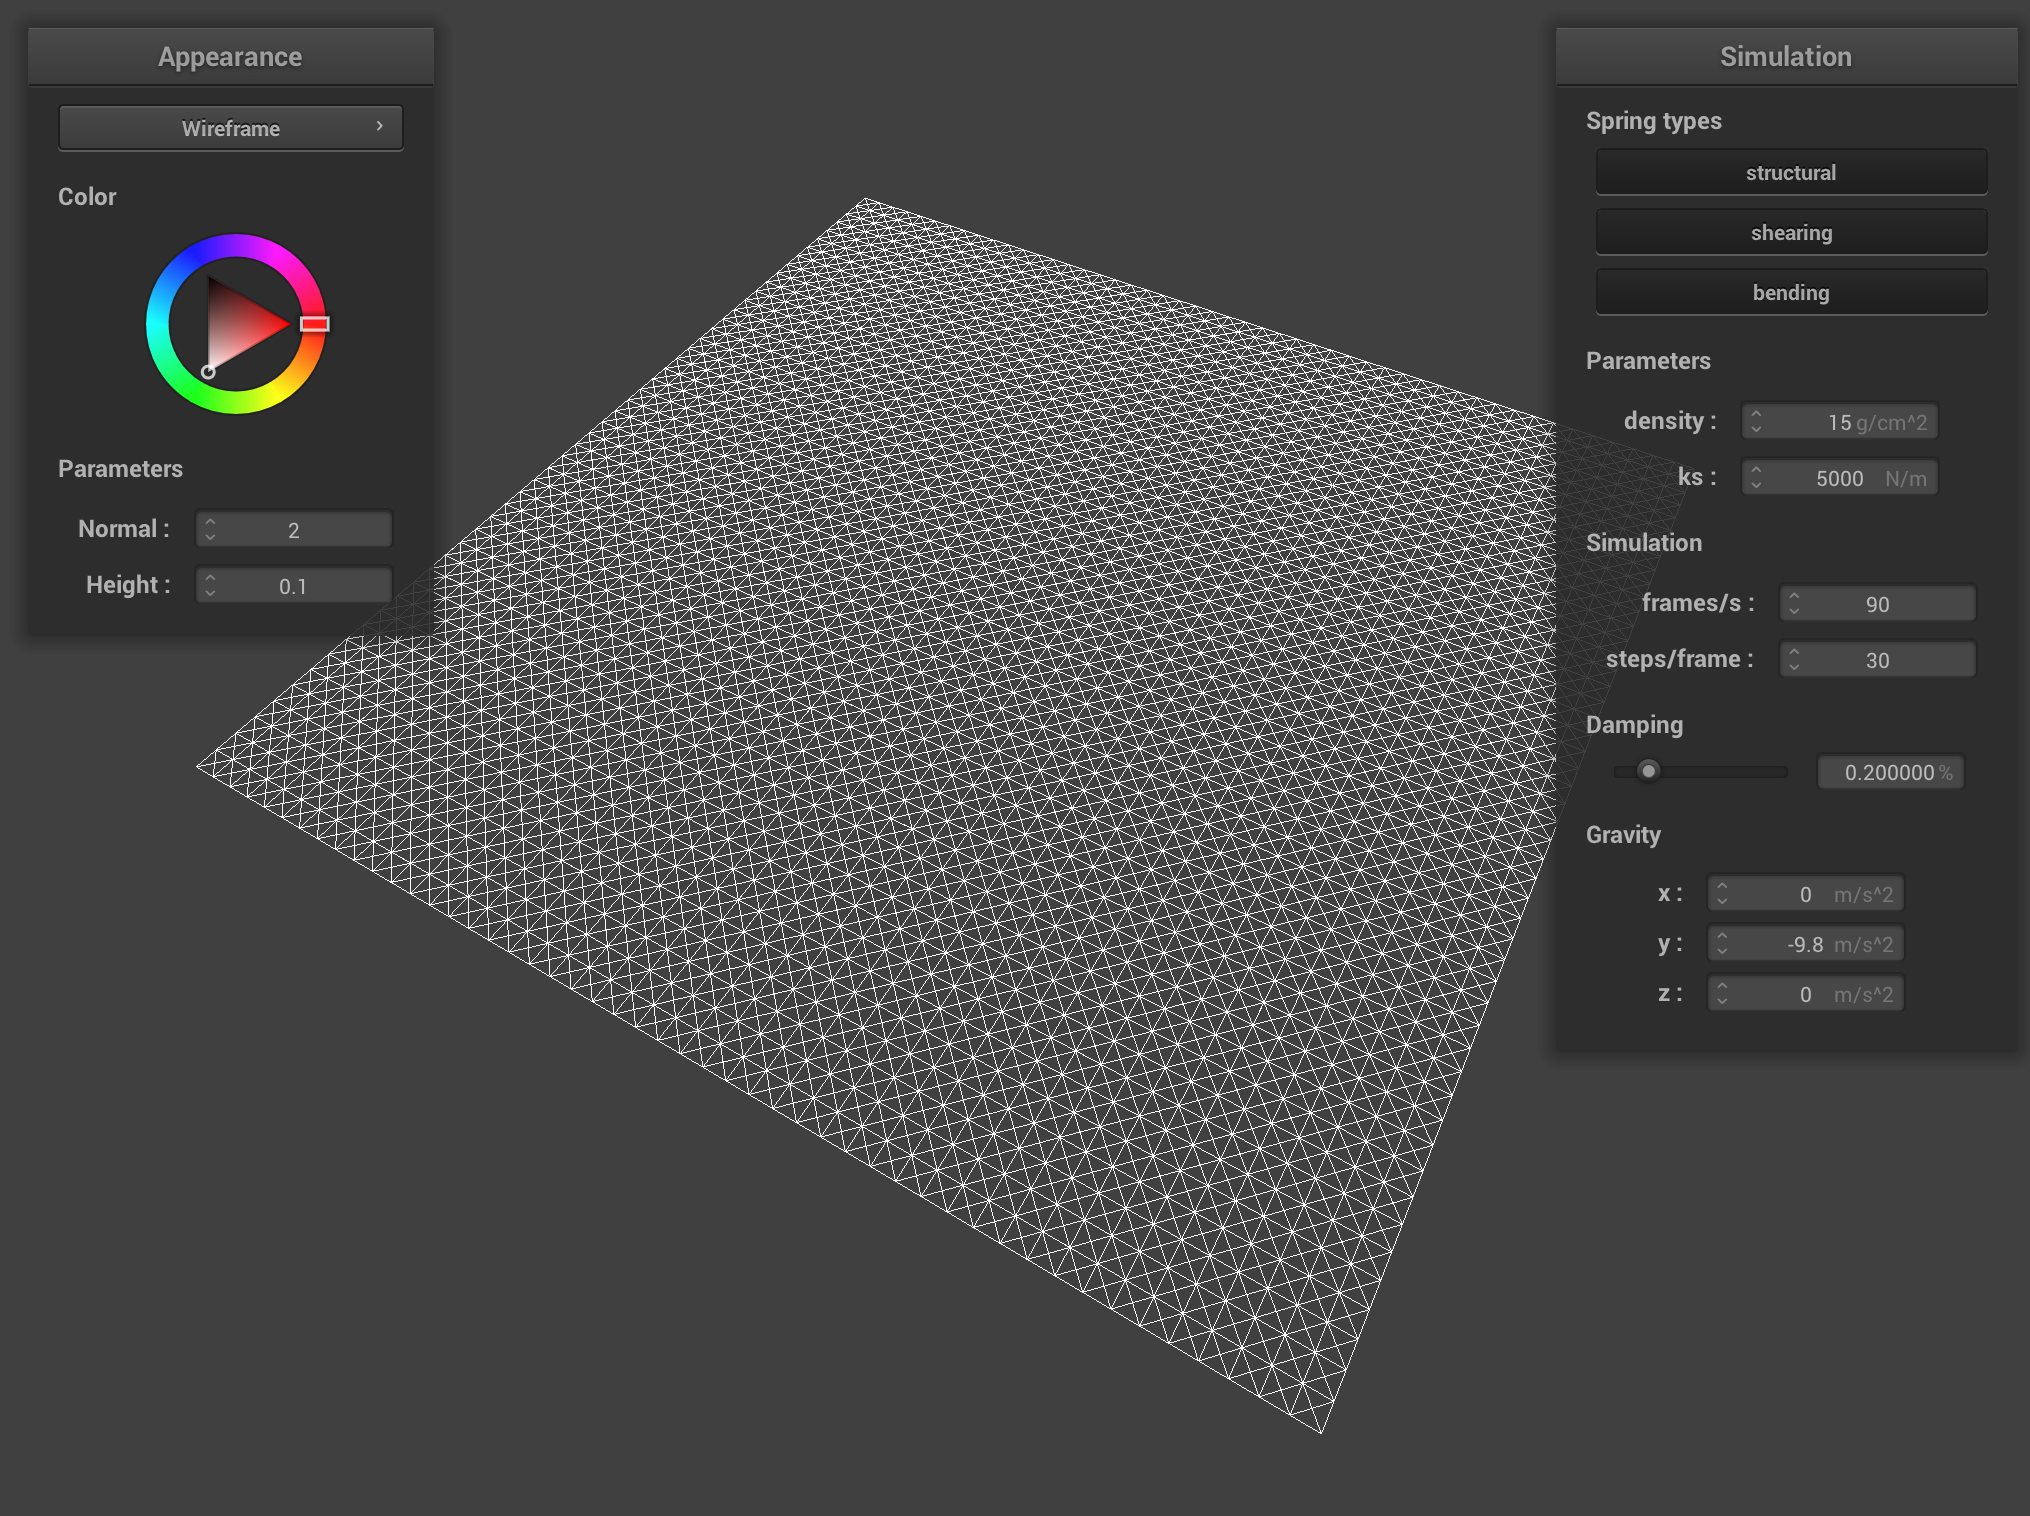 Appearance
Wireframe
Color
Parameters
Normal : 2
Height : 0.1
Simulation
Spring types
structural
shearing
bending
Parameters
density : 15 g/cm^2
ks : 5000 N/m
Simulation
frames/s : 90
steps/frame : 30
Damping
0.200000 %
Gravity
x : 0 m/s^2
y : -9.8 m/s^2
z : 0 m/s^2